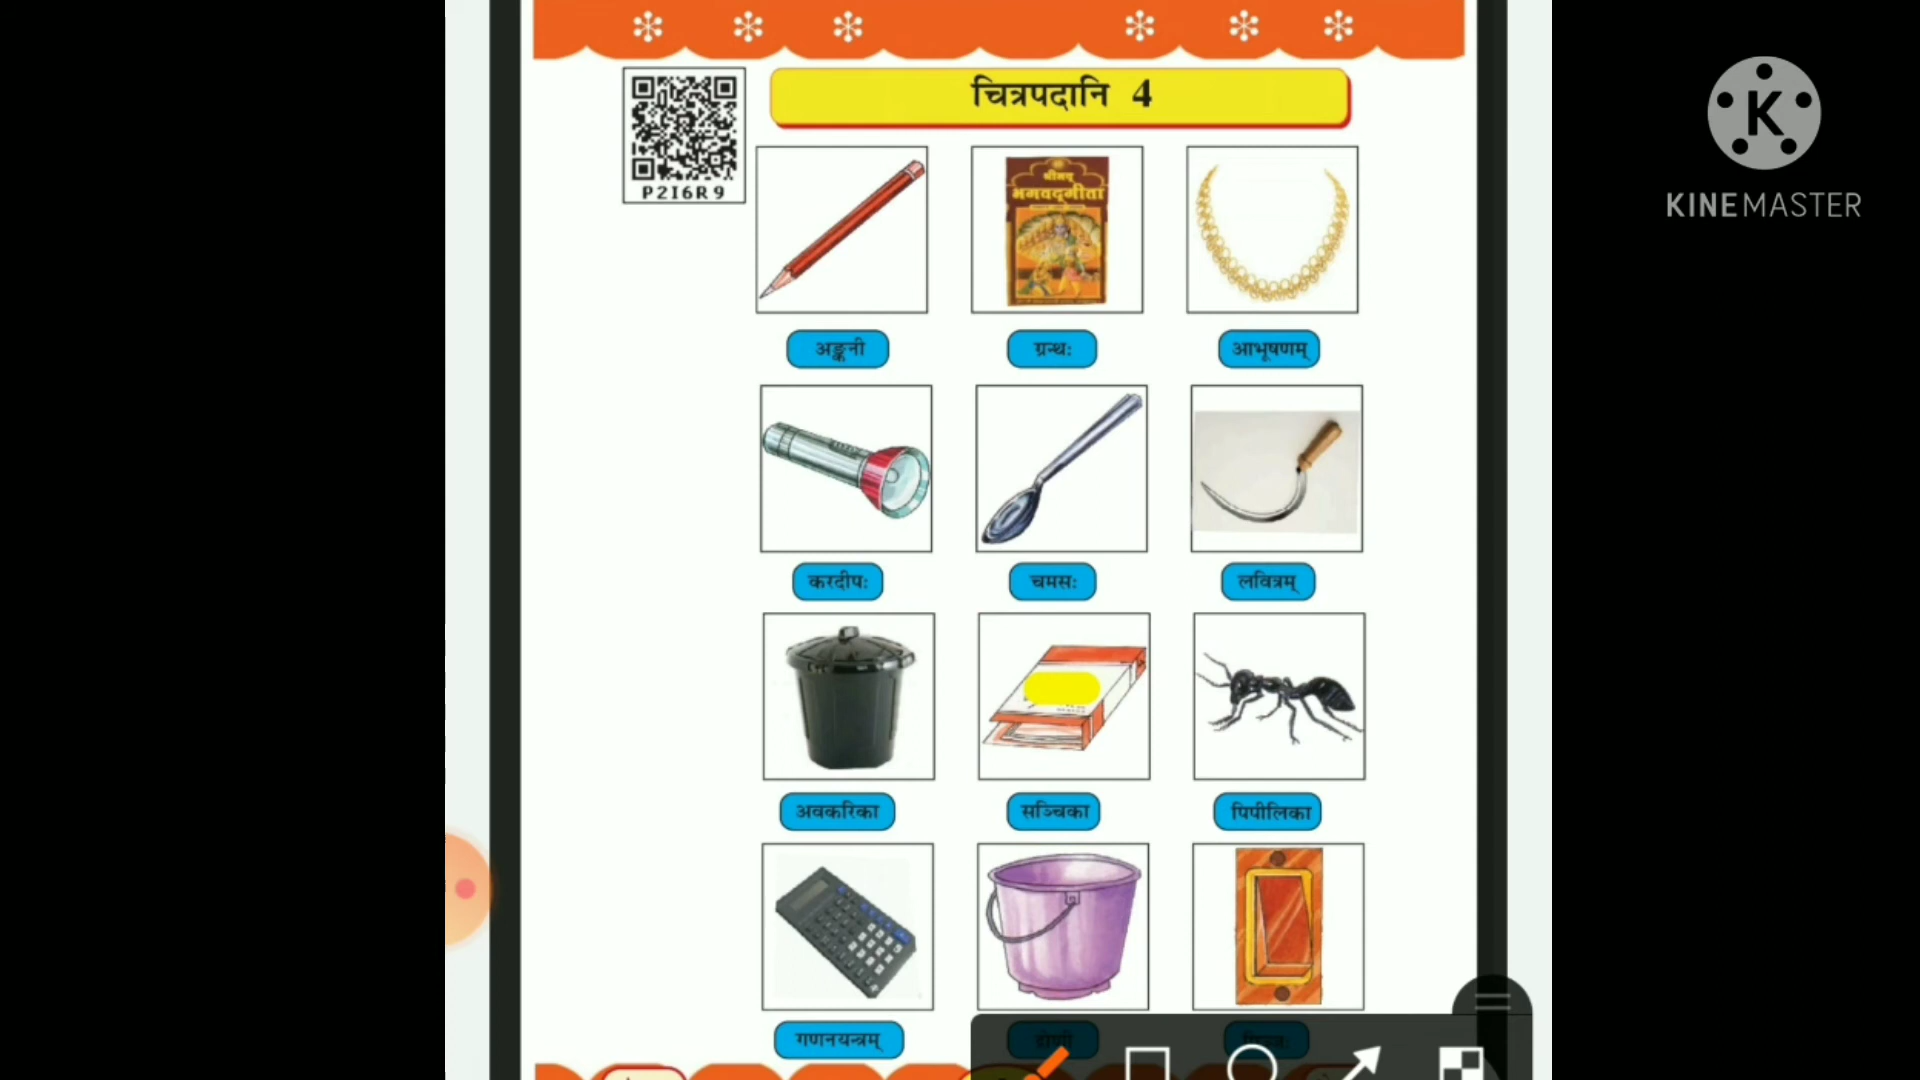 चित्रपदानि 4
P2I6R9
श्रीमद्
भगवद्गीता
अङ्कनी ग्रन्थः आभूषणम्
करदीपः चमसः लवित्रम्
अवकरिका सञ्चिका पिपीलिका
गणनयन्त्रम्
K
KINEMASTER